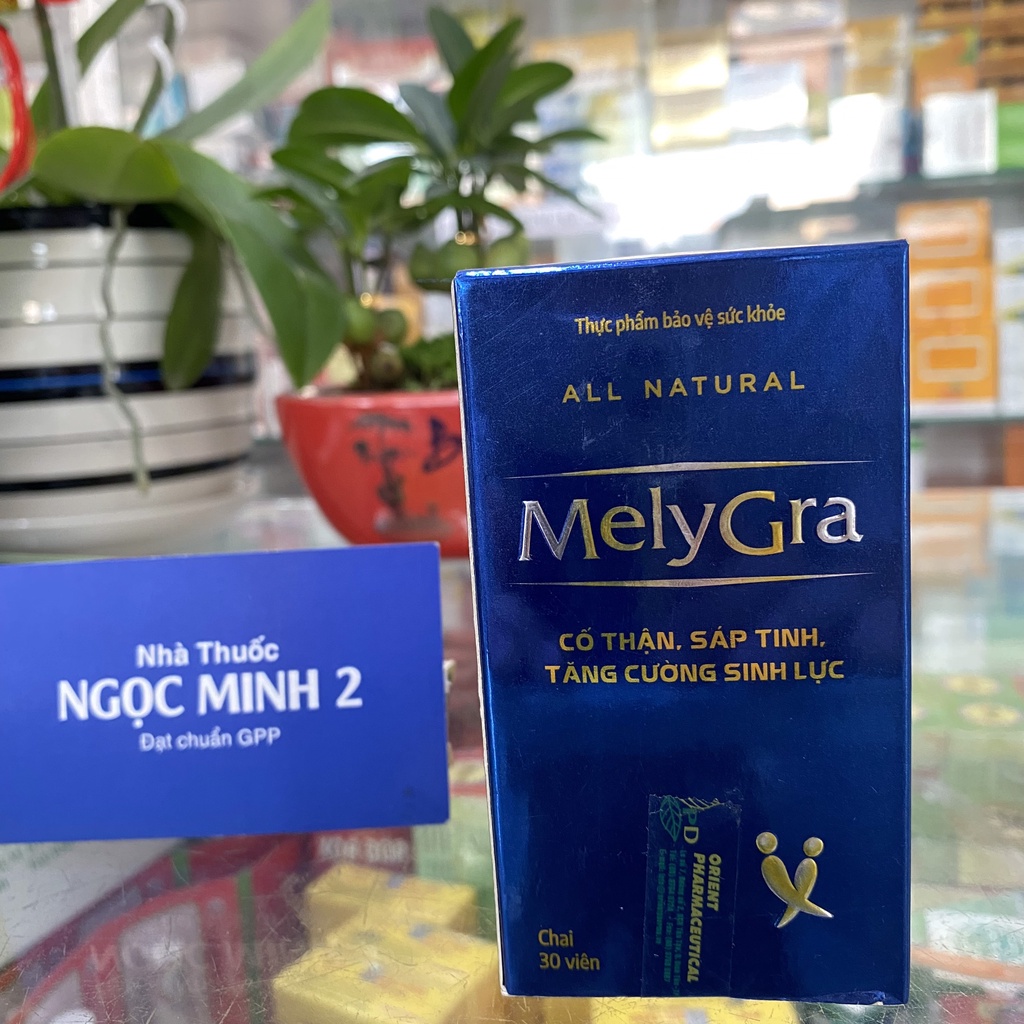 Thực phẩm bảo vệ sức khỏe
ALL NATURAL
MelyGra
CỐ THẬN, SÁP TINH,
TĂNG CƯỜNG SINH LỰC
PD
ORIENT
PHARMACEUTICAL
Chai
30 viên
Nhà Thuốc
NGỌC MINH 2
Đạt chuẩn GPP